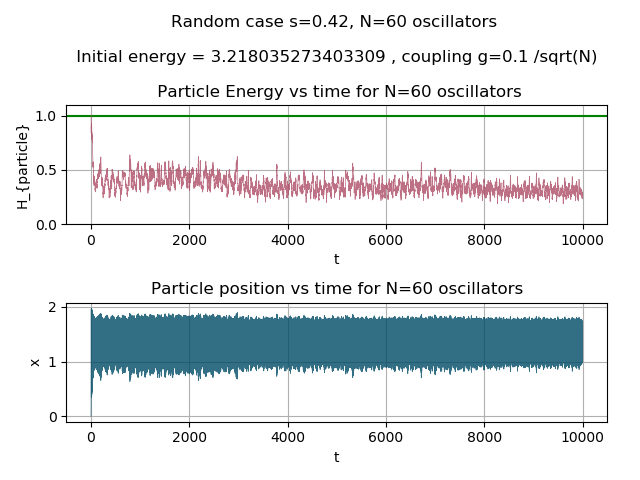 Random case s=0.42, N=60 oscillators
Initial energy = 3.218035273403309 , coupling g=0.1 /sqrt(N)
Particle Energy vs time for N=60 oscillators
H_{particle}
1.0
0.5
0.0
0 2000 4000 6000 8000 10000
t
Particle position vs time for N=60 oscillators
x
2
1
0
0 2000 4000 6000 8000 10000
t